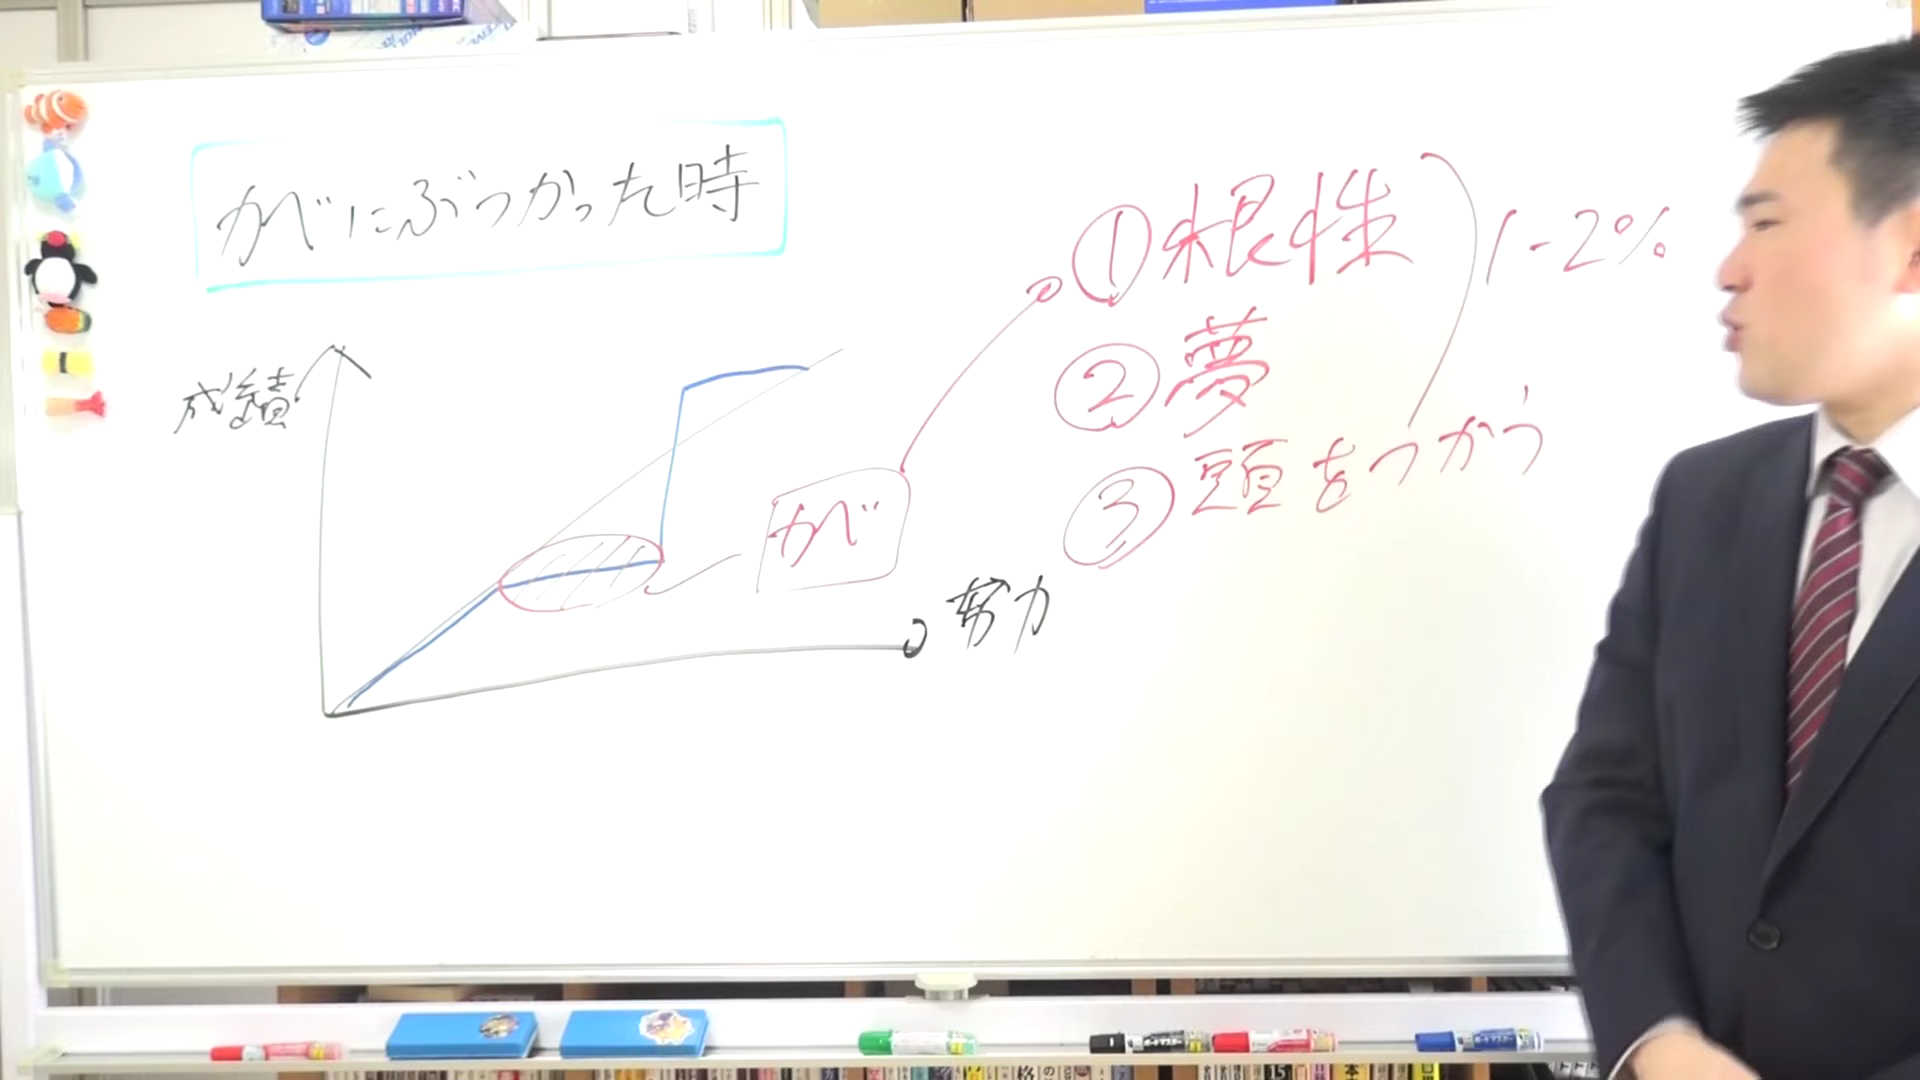 かべにぶつかった時
成績
かべ
努力
①根性
②夢
③頭をつかう
1-2%